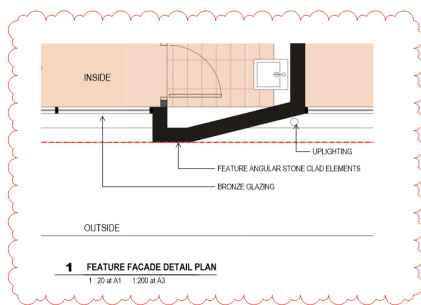 INSIDE
UPLIGHTING
FEATURE ANGULAR STONE CLAD ELEMENTS
BRONZE GLAZING
OUTSIDE
1 FEATURE FACADE DETAIL PLAN
1 : 20 at A1 1:200 at A3